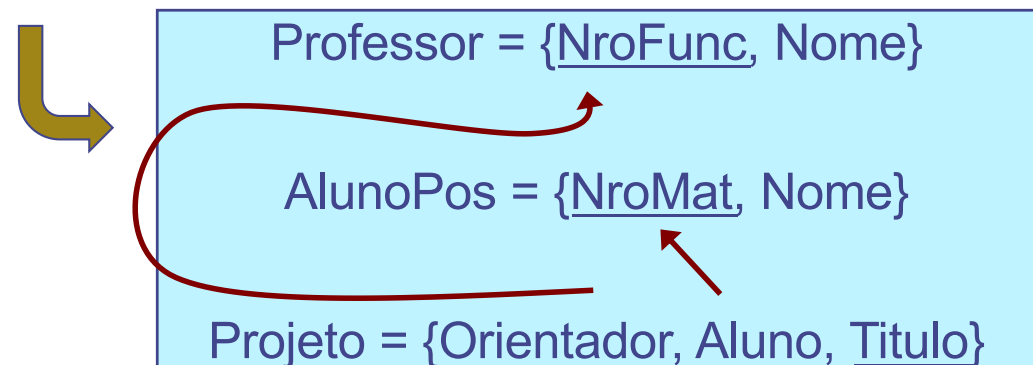 Professor = {NroFunc, Nome}
AlunoPos = {NroMat, Nome}
Projeto = {Orientador, Aluno, Titulo}